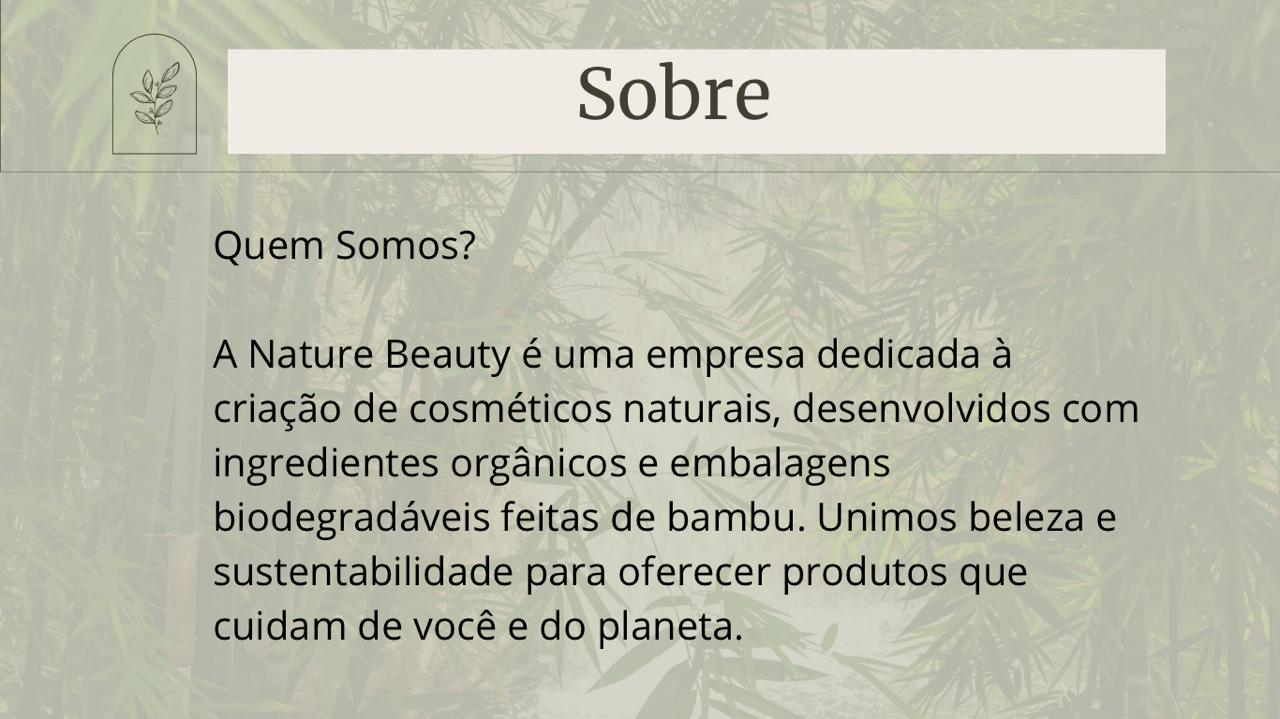 Sobre
Quem Somos?
A Nature Beauty é uma empresa dedicada à
criação de cosméticos naturais, desenvolvidos com
ingredientes orgânicos e embalagens
biodegradáveis feitas de bambu. Unimos beleza e
sustentabilidade para oferecer produtos que
cuidam de você e do planeta.